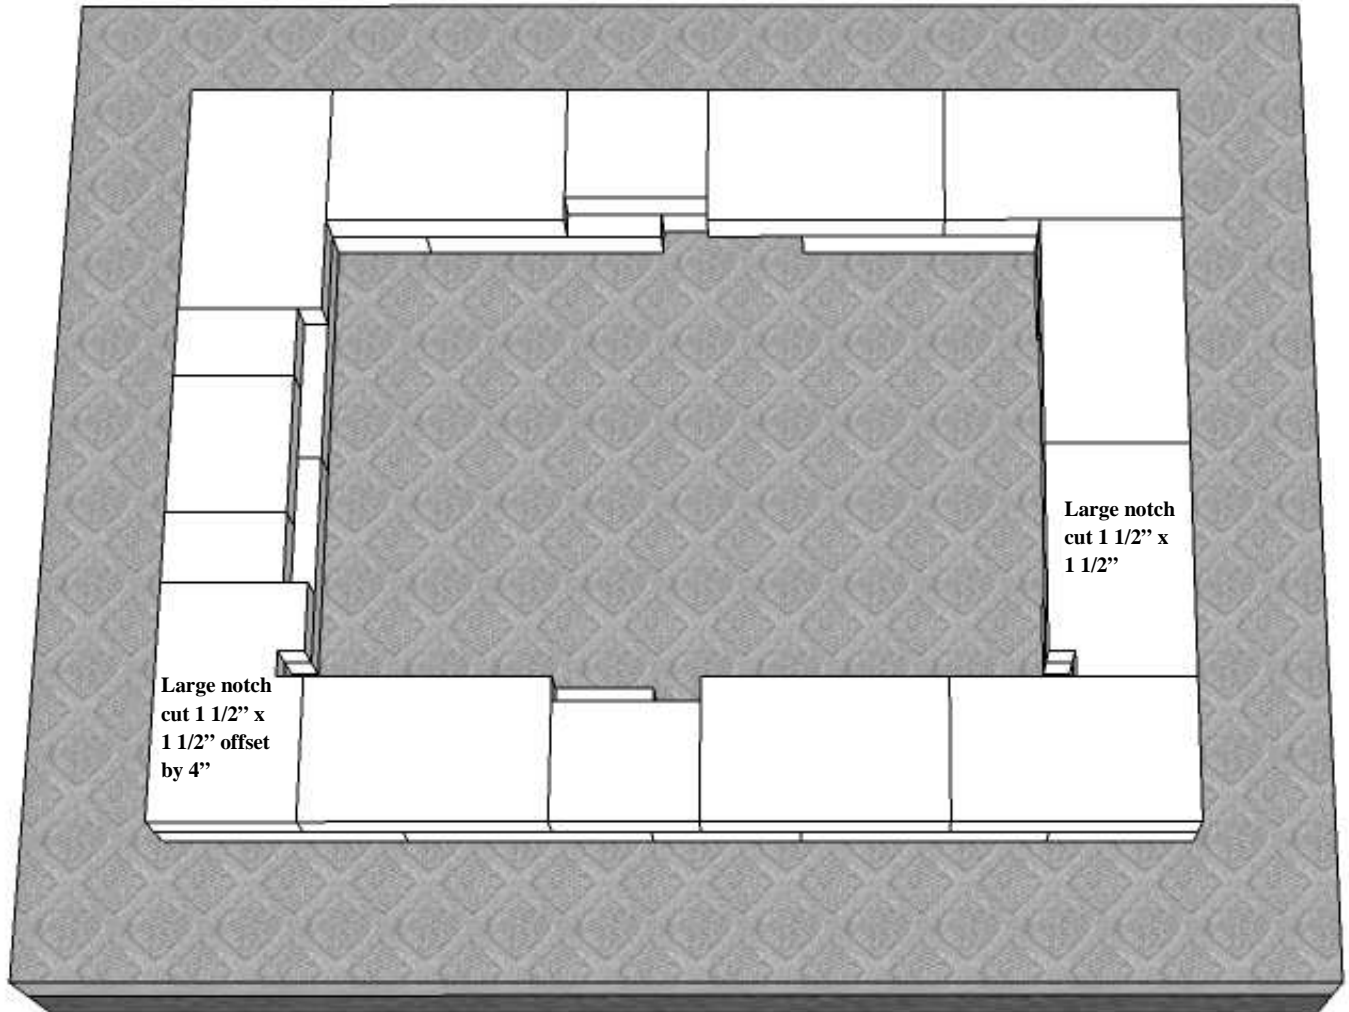 Large notch
cut 1 1/2” x
1 1/2”
Large notch
cut 1 1/2” x
1 1/2” offset
by 4”